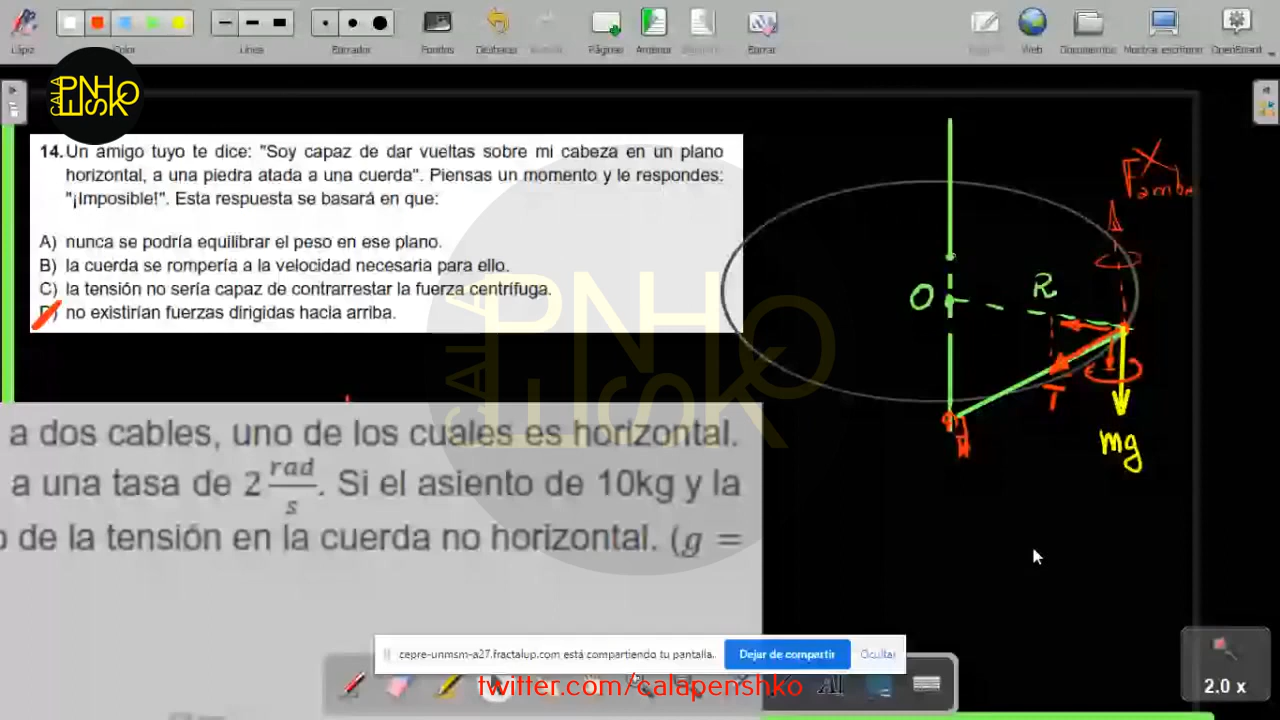 Lápiz
Color
Línea
Borrador
Fondos
Deshacer
Páginas
Anterior
Borrar
Web
Documentos
Mostrar escritorio
OpenBoard
CALA
PENSHKO
14. Un amigo tuyo te dice: "Soy capaz de dar vueltas sobre mi cabeza en un plano
horizontal, a una piedra atada a una cuerda". Piensas un momento y le respondes:
"¡Imposible!". Esta respuesta se basará en que:
A) nunca se podría equilibrar el peso en ese plano.
B) la cuerda se rompería a la velocidad necesaria para ello.
C) la tensión no sería capaz de contrarrestar la fuerza centrífuga.
D) no existirían fuerzas dirigidas hacia arriba.
O
R
T
mg
a dos cables, uno de los cuales es horizontal.
a una tasa de 2 rad/s. Si el asiento de 10kg y la
o de la tensión en la cuerda no horizontal. (g =
cepre-unmsm-a27.fractalup.com está compartiendo tu pantalla.
Dejar de compartir
Ocultar
twitter.com/calapenshko
2.0 x